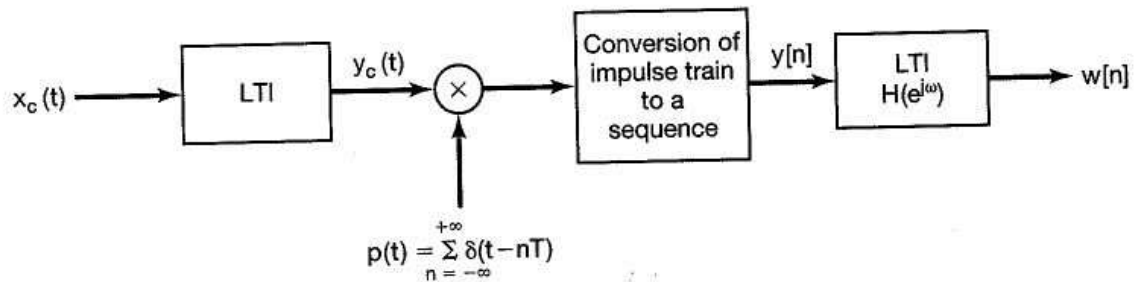 x_c (t)
LTI
y_c (t)
×
Conversion of
impulse train
to a
sequence
y[n]
LTI
H(e^{jω})
w[n]
+∞
p(t) = Σ δ(t−nT)
n = −∞